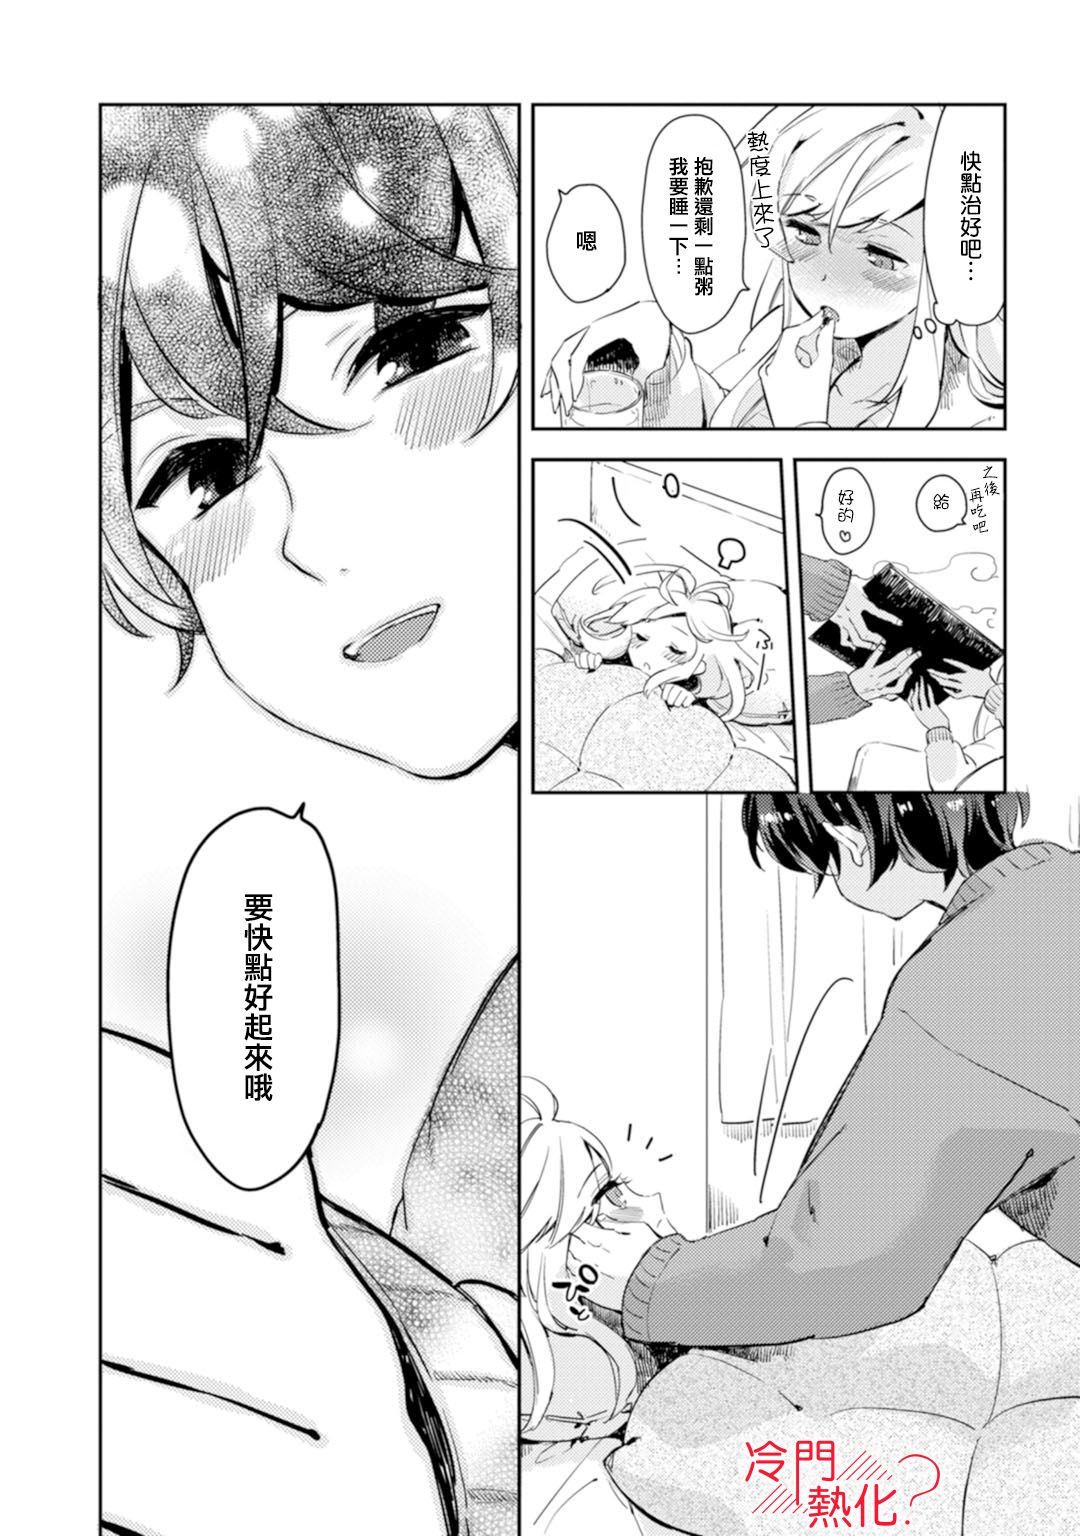 快點治好吧…
熱度上來了
抱歉還剩一點粥
我要睡一下…
嗯
之後
再吃吧
給
好的♡
ふー
要快點好起來哦
冷門
熱化?